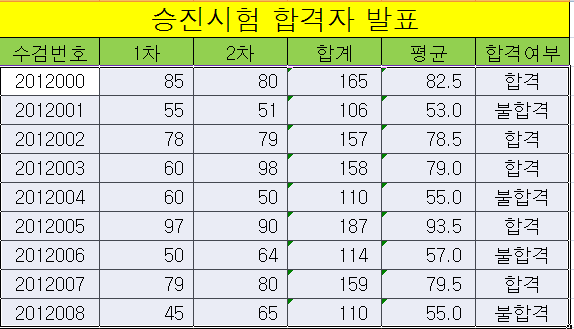 승진시험 합격자 발표
수검번호 1차 2차 합계 평균 합격여부
2012000 85 80 165 82.5 합격
2012001 55 51 106 53.0 불합격
2012002 78 79 157 78.5 합격
2012003 60 98 158 79.0 합격
2012004 60 50 110 55.0 불합격
2012005 97 90 187 93.5 합격
2012006 50 64 114 57.0 불합격
2012007 79 80 159 79.5 합격
2012008 45 65 110 55.0 불합격